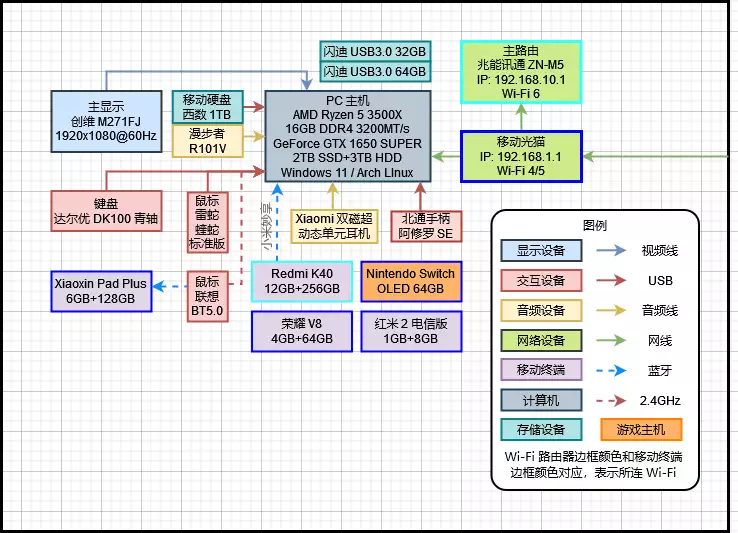 闪迪 USB3.0 32GB
闪迪 USB3.0 64GB
主路由
兆能讯通 ZN-M5
IP: 192.168.10.1
Wi-Fi 6
主显示
创维 M271FJ
1920x1080@60Hz
移动硬盘
西数 1TB
漫步者
R101V
PC 主机
AMD Ryzen 5 3500X
16GB DDR4 3200MT/s
GeForce GTX 1650 SUPER
2TB SSD+3TB HDD
Windows 11 / Arch LInux
移动光猫
IP: 192.168.1.1
Wi-Fi 4/5
键盘
达尔优 DK100 青轴
鼠标
雷蛇
蝰蛇
标准版
小米妙享
Xiaomi 双磁超
动态单元耳机
北通手柄
阿修罗 SE
Xiaoxin Pad Plus
6GB+128GB
鼠标
联想
BT5.0
Redmi K40
12GB+256GB
Nintendo Switch
OLED 64GB
荣耀 V8
4GB+64GB
红米 2 电信版
1GB+8GB
图例
显示设备
视频线
交互设备
USB
音频设备
音频线
网络设备
网线
移动终端
蓝牙
计算机
2.4GHz
存储设备
游戏主机
Wi-Fi 路由器边框颜色和移动终端
边框颜色对应，表示所连 Wi-Fi